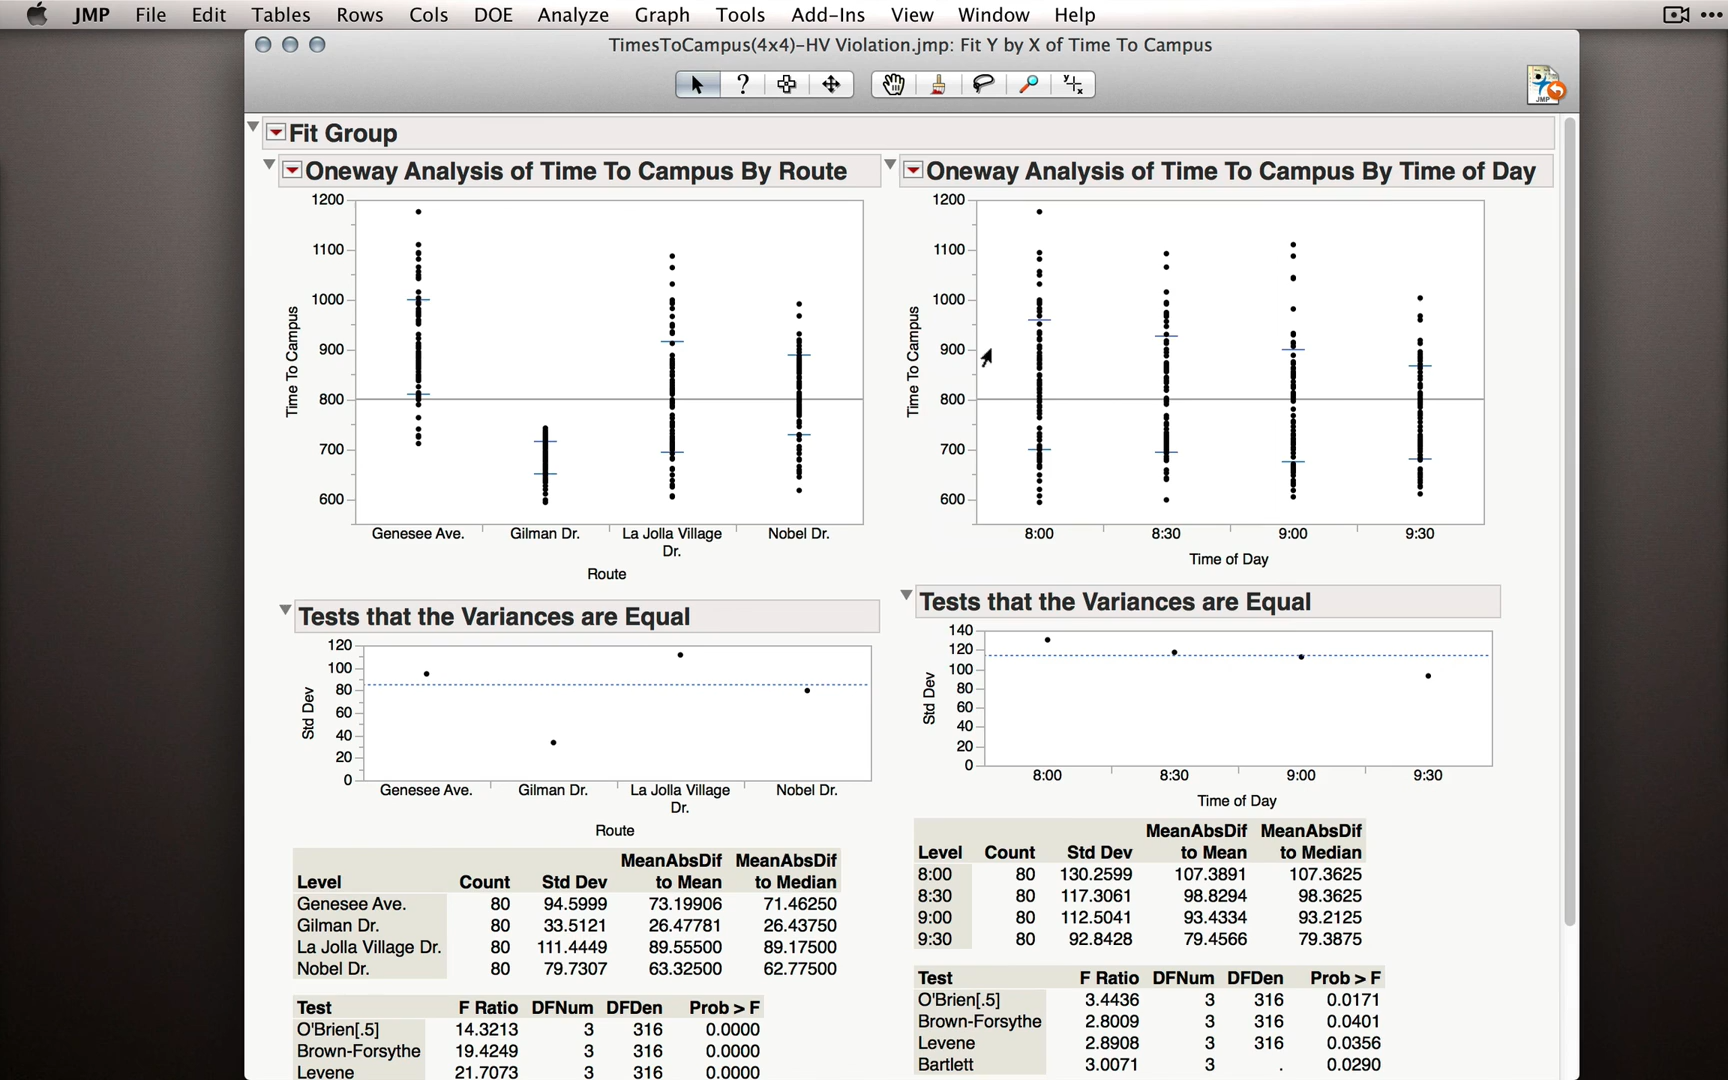 JMP File Edit Tables Rows Cols DOE Analyze Graph Tools Add-Ins View Window Help
TimesToCampus(4x4)-HV Violation.jmp: Fit Y by X of Time To Campus
?
JMP
Fit Group
Oneway Analysis of Time To Campus By Route
1200
1100
1000
900
800
700
600
Time To Campus
Genesee Ave. Gilman Dr. La Jolla Village Dr. Nobel Dr.
Route
Tests that the Variances are Equal
120
100
80
60
40
20
0
Std Dev
Genesee Ave. Gilman Dr. La Jolla Village Dr. Nobel Dr.
Route
Level Count Std Dev MeanAbsDif to Mean MeanAbsDif to Median
Genesee Ave. 80 94.5999 73.19906 71.46250
Gilman Dr. 80 33.5121 26.47781 26.43750
La Jolla Village Dr. 80 111.4449 89.55500 89.17500
Nobel Dr. 80 79.7307 63.32500 62.77500
Test F Ratio DFNum DFDen Prob > F
O'Brien[.5] 14.3213 3 316 0.0000
Brown-Forsythe 19.4249 3 316 0.0000
Levene 21.7073 3 316 0.0000
Oneway Analysis of Time To Campus By Time of Day
1200
1100
1000
900
800
700
600
Time To Campus
8:00 8:30 9:00 9:30
Time of Day
Tests that the Variances are Equal
140
120
100
80
60
40
20
0
Std Dev
8:00 8:30 9:00 9:30
Time of Day
Level Count Std Dev MeanAbsDif to Mean MeanAbsDif to Median
8:00 80 130.2599 107.3891 107.3625
8:30 80 117.3061 98.8294 98.3625
9:00 80 112.5041 93.4334 93.2125
9:30 80 92.8428 79.4566 79.3875
Test F Ratio DFNum DFDen Prob > F
O'Brien[.5] 3.4436 3 316 0.0171
Brown-Forsythe 2.8009 3 316 0.0401
Levene 2.8908 3 316 0.0356
Bartlett 3.0071 3 . 0.0290